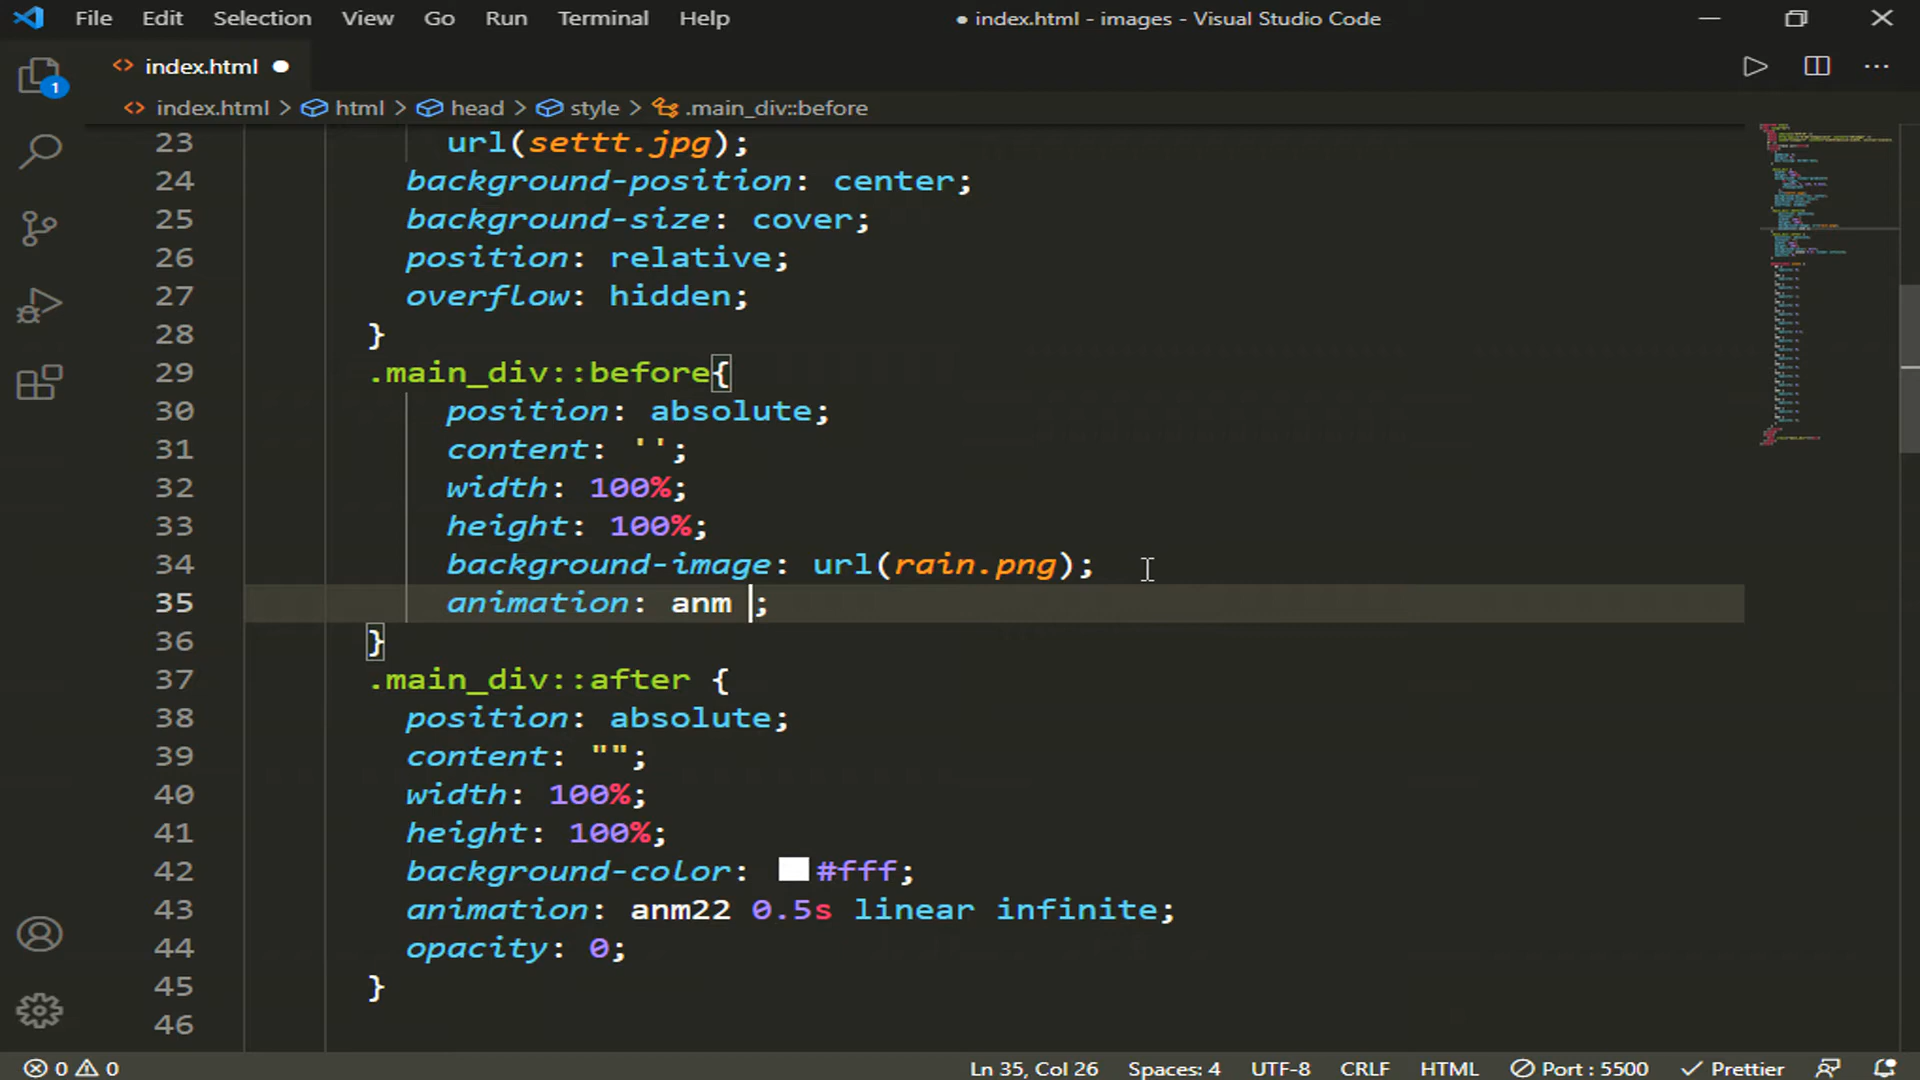 File Edit Selection View Go Run Terminal Help ● index.html - images - Visual Studio Code
<> index.html ●
1
<> index.html > html > head > style > .main_div::before
23 url(settt.jpg);
24 background-position: center;
25 background-size: cover;
26 position: relative;
27 overflow: hidden;
28 }
29 .main_div::before{
30 position: absolute;
31 content: '';
32 width: 100%;
33 height: 100%;
34 background-image: url(rain.png);
35 animation: anm ;
36 }
37 .main_div::after {
38 position: absolute;
39 content: "";
40 width: 100%;
41 height: 100%;
42 background-color: #fff;
43 animation: anm22 0.5s linear infinite;
44 opacity: 0;
45 }
46
0 0 Ln 35, Col 26 Spaces: 4 UTF-8 CRLF HTML Port : 5500 Prettier